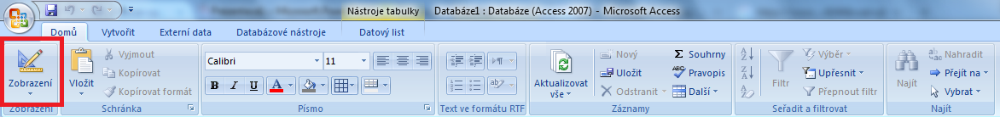 Nástroje tabulky Databáze1 : Databáze (Access 2007) - Microsoft Access
Domů Vytvořit Externí data Databázové nástroje Datový list
Zobrazení
Zobrazení
Vložit
Vyjmout
Kopírovat
Kopírovat formát
Schránka
Calibri 11
B I U A
Písmo
Text ve formátu RTF
Aktualizovat
vše
Nový
Uložit
Odstranit
Souhrny
Pravopis
Další
Záznamy
Filtr
Výběr
Upřesnit
Přepnout filtr
Seřadit a filtrovat
Najít
Nahradit
Přejít na
Vybrat
Najít